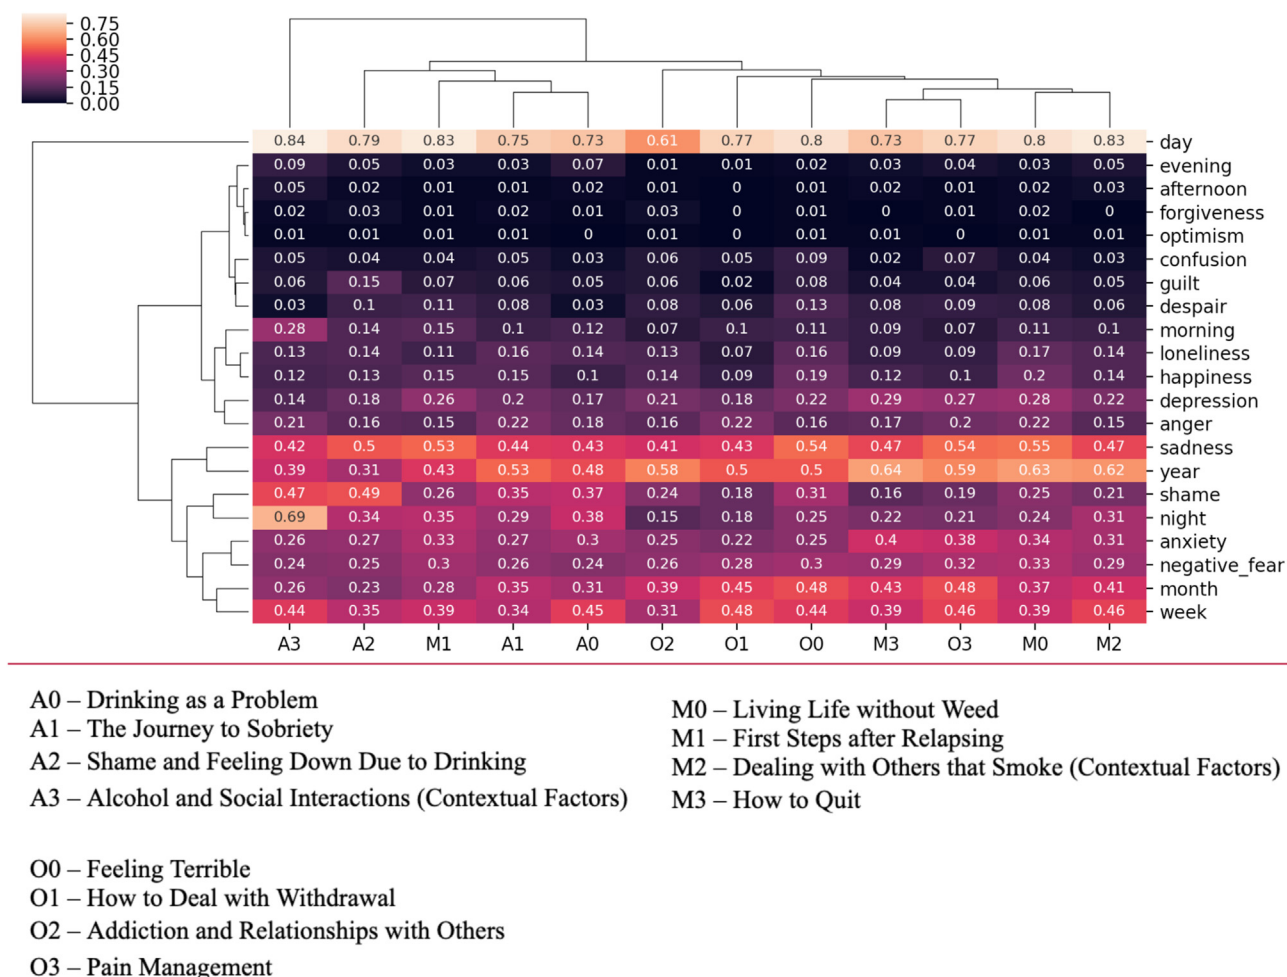 0.75
0.60
0.45
0.30
0.15
0.00
0.84 0.79 0.83 0.75 0.73 0.61 0.77 0.8 0.73 0.77 0.8 0.83 day
0.09 0.05 0.03 0.03 0.07 0.01 0.01 0.02 0.03 0.04 0.03 0.05 evening
0.05 0.02 0.01 0.01 0.02 0.01 0 0.01 0.02 0.01 0.02 0.03 afternoon
0.02 0.03 0.01 0.02 0.01 0.03 0 0.01 0 0.01 0.02 0 forgiveness
0.01 0.01 0.01 0.01 0 0.01 0 0.01 0.01 0 0.01 0.01 optimism
0.05 0.04 0.04 0.05 0.03 0.06 0.05 0.09 0.02 0.07 0.04 0.03 confusion
0.06 0.15 0.07 0.06 0.05 0.06 0.02 0.08 0.04 0.04 0.06 0.05 guilt
0.03 0.1 0.11 0.08 0.03 0.08 0.06 0.13 0.08 0.09 0.08 0.06 despair
0.28 0.14 0.15 0.1 0.12 0.07 0.1 0.11 0.09 0.07 0.11 0.1 morning
0.13 0.14 0.11 0.16 0.14 0.13 0.07 0.16 0.09 0.09 0.17 0.14 loneliness
0.12 0.13 0.15 0.15 0.1 0.14 0.09 0.19 0.12 0.1 0.2 0.14 happiness
0.14 0.18 0.26 0.2 0.17 0.21 0.18 0.22 0.29 0.27 0.28 0.22 depression
0.21 0.16 0.15 0.22 0.18 0.16 0.22 0.16 0.17 0.2 0.22 0.15 anger
0.42 0.5 0.53 0.44 0.43 0.41 0.43 0.54 0.47 0.54 0.55 0.47 sadness
0.39 0.31 0.43 0.53 0.48 0.58 0.5 0.5 0.64 0.59 0.63 0.62 year
0.47 0.49 0.26 0.35 0.37 0.24 0.18 0.31 0.16 0.19 0.25 0.21 shame
0.69 0.34 0.35 0.29 0.38 0.15 0.18 0.25 0.22 0.21 0.24 0.31 night
0.26 0.27 0.33 0.27 0.3 0.25 0.22 0.25 0.4 0.38 0.34 0.31 anxiety
0.24 0.25 0.3 0.26 0.24 0.26 0.28 0.3 0.29 0.32 0.33 0.29 negative_fear
0.26 0.23 0.28 0.35 0.31 0.39 0.45 0.48 0.43 0.48 0.37 0.41 month
0.44 0.35 0.39 0.34 0.45 0.31 0.48 0.44 0.39 0.46 0.39 0.46 week
A3 A2 M1 A1 A0 O2 O1 O0 M3 O3 M0 M2
A0 – Drinking as a Problem
A1 – The Journey to Sobriety
A2 – Shame and Feeling Down Due to Drinking
A3 – Alcohol and Social Interactions (Contextual Factors)
M0 – Living Life without Weed
M1 – First Steps after Relapsing
M2 – Dealing with Others that Smoke (Contextual Factors)
M3 – How to Quit
O0 – Feeling Terrible
O1 – How to Deal with Withdrawal
O2 – Addiction and Relationships with Others
O3 – Pain Management